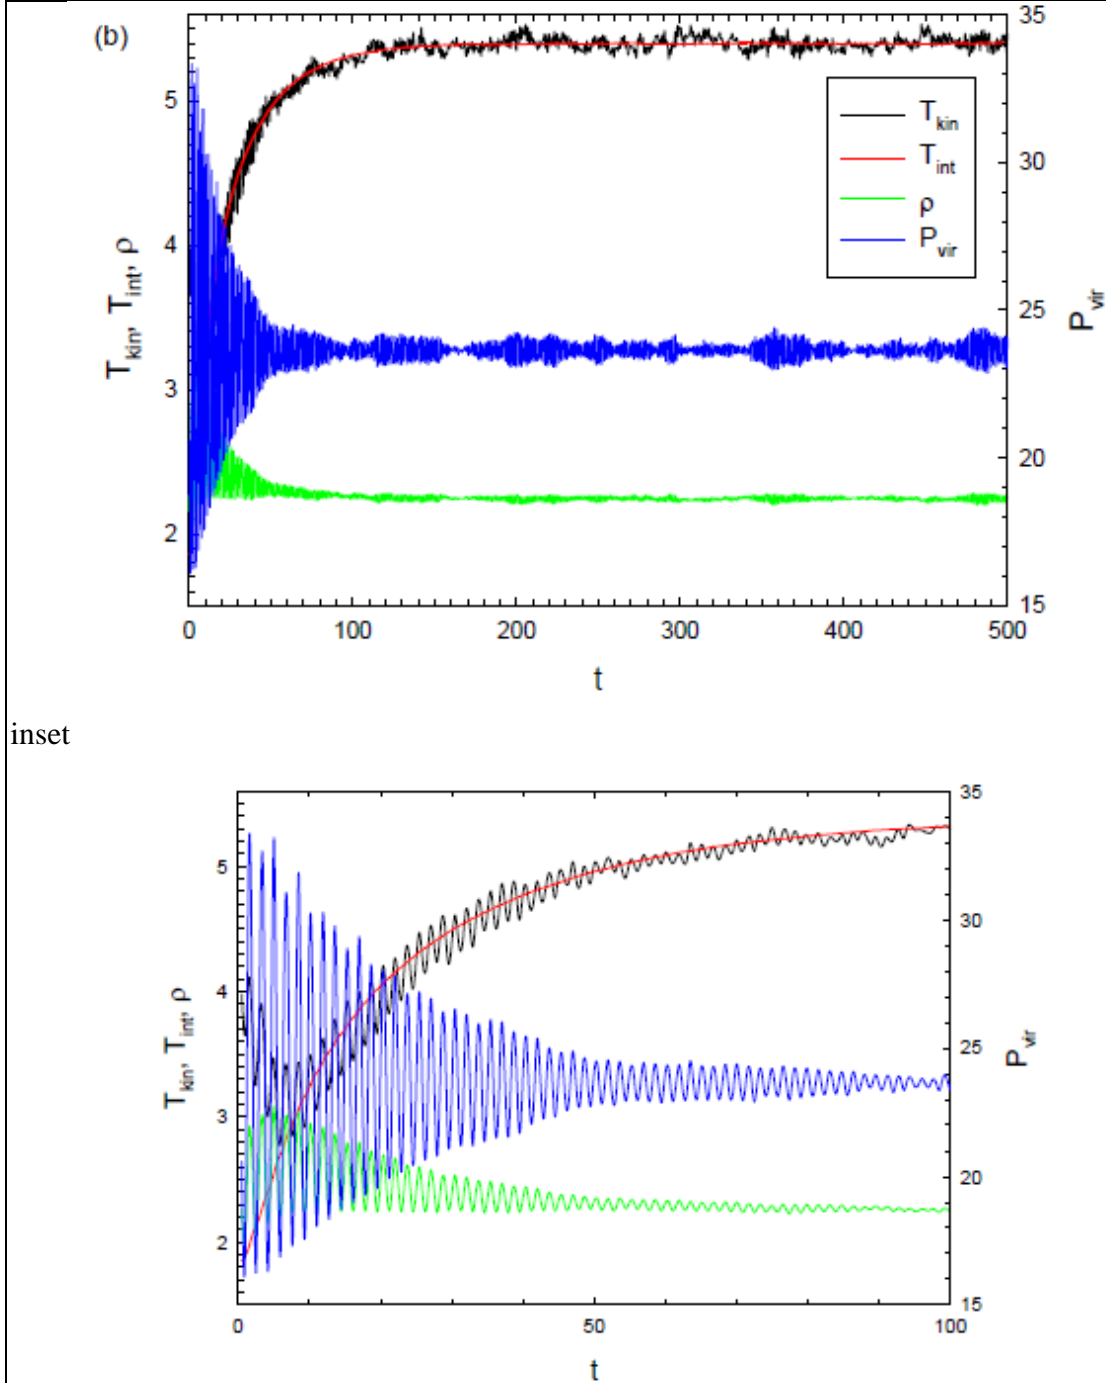 (b)
35
30
25
20
15
5
4
3
2
T_kin, T_int, ρ
P_vir
T_kin
T_int
ρ
P_vir
0 100 200 300 400 500
t
inset
35
30
25
20
15
5
4
3
2
T_kin, T_int, ρ
P_vir
0 50 100
t